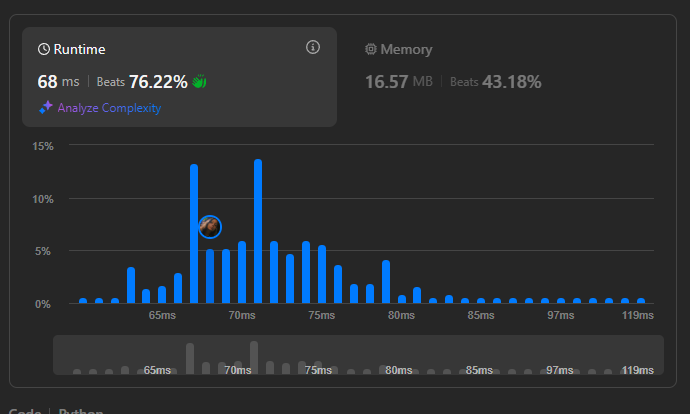 Runtime
Memory
68 ms | Beats 76.22%
16.57 MB | Beats 43.18%
Analyze Complexity
15%
10%
5%
0%
65ms 70ms 75ms 80ms 85ms 97ms 119ms
65ms 70ms 75ms 80ms 85ms 97ms 119ms
Code | Python